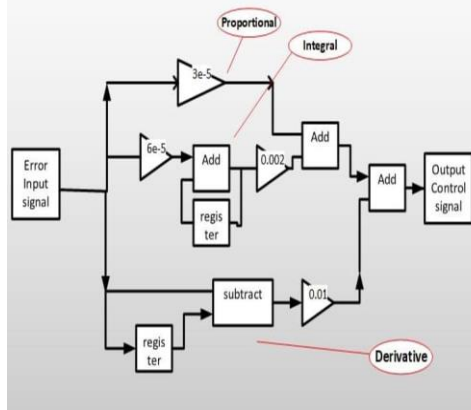 Proportional
Integral
3e-5
Error
Input
signal
6e-5
Add
0.002
Add
regis
ter
Add
Output
Control
signal
subtract
0.01
regis
ter
Derivative